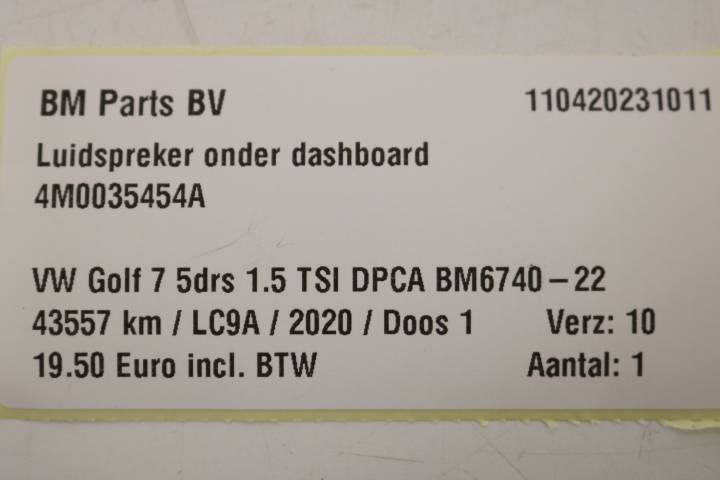 BM Parts BV 110420231011
Luidspreker onder dashboard
4M0035454A
VW Golf 7 5drs 1.5 TSI DPCA BM6740-22
43557 km / LC9A / 2020 / Doos 1 Verz: 10
19.50 Euro incl. BTW Aantal: 1